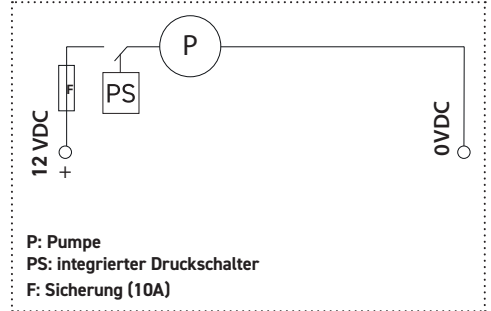 P
F
PS
12 VDC
+
0VDC
P: Pumpe
PS: integrierter Druckschalter
F: Sicherung (10A)